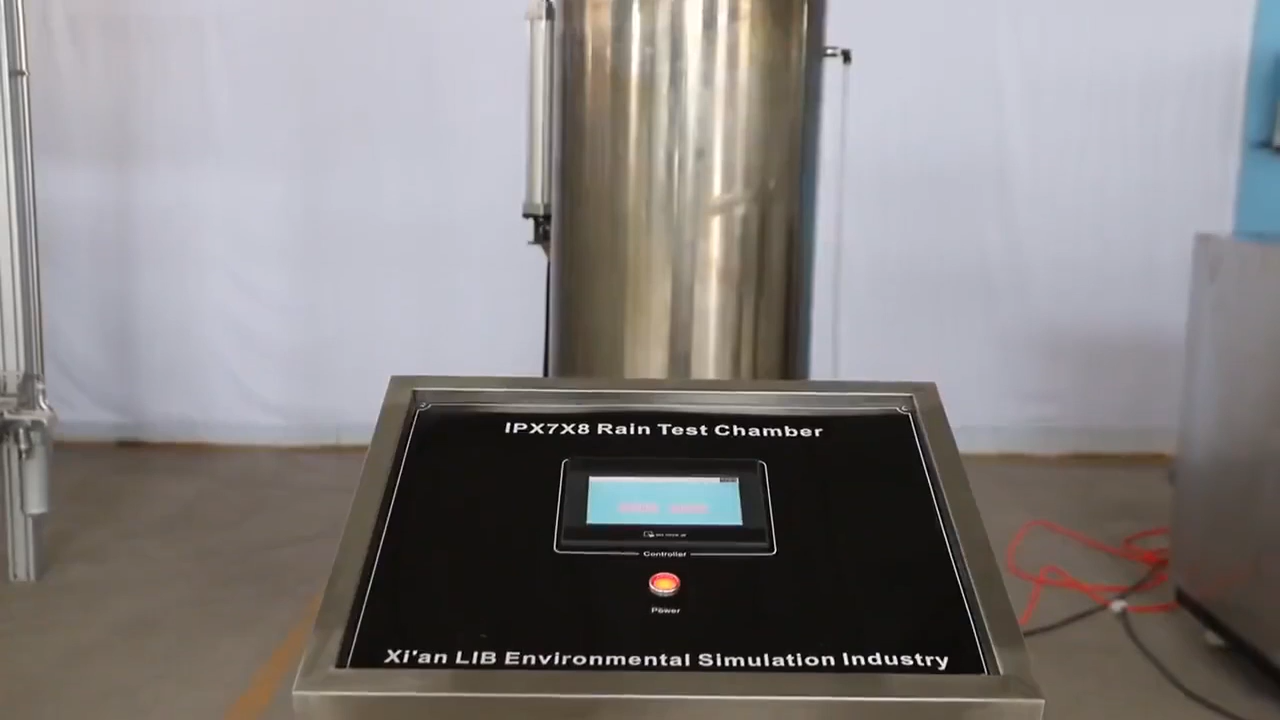 IPX7X8 Rain Test Chamber
Controller
Power
Xi'an LIB Environmental Simulation Industry